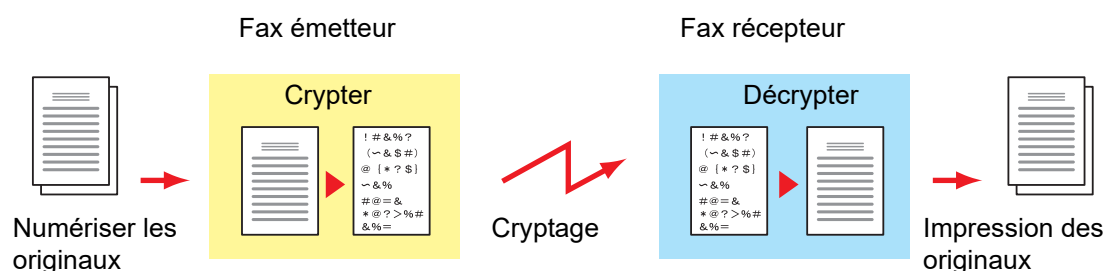 Fax émetteur
Fax récepteur
Crypter
Décrypter
!#&%?
(∽&$#)
@{*?$}
∽&%
#@=&
*@?>%#
&%=
!#&%?
(∽&$#)
@{*?$}
∽&%
#@=&
*@?>%#
&%=
Numériser les
originaux
Cryptage
Impression des
originaux